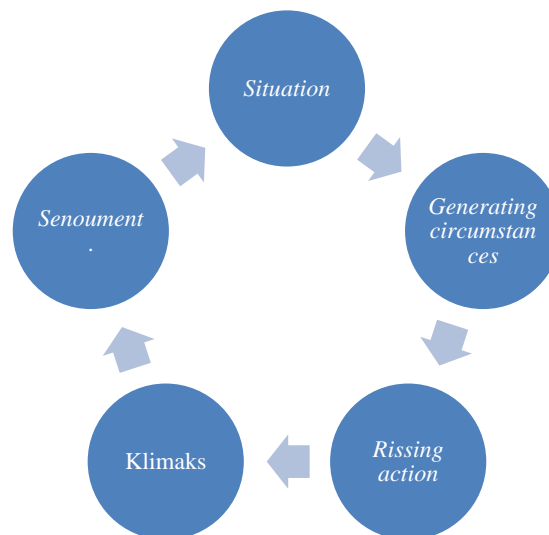 Situation
Generating
circumstan
ces
Rissing
action
Klimaks
Senoument
.